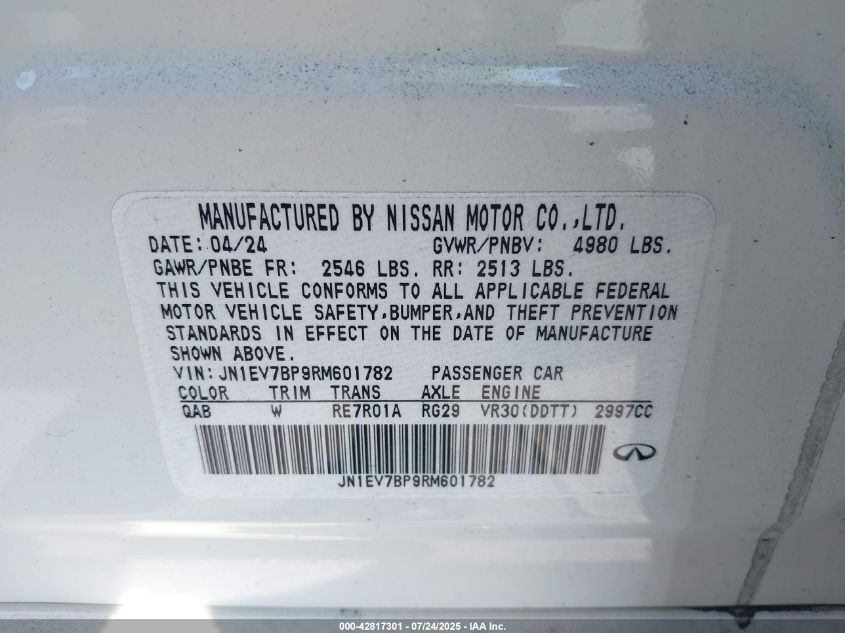 MANUFACTURED BY NISSAN MOTOR CO.,LTD.
DATE: 04/24 GVWR/PNBV: 4980 LBS.
GAWR/PNBE FR: 2546 LBS. RR: 2513 LBS.
THIS VEHICLE CONFORMS TO ALL APPLICABLE FEDERAL
MOTOR VEHICLE SAFETY,BUMPER,AND THEFT PREVENTION
STANDARDS IN EFFECT ON THE DATE OF MANUFACTURE
SHOWN ABOVE.
VIN:JN1EV7BP9RM601782 PASSENGER CAR
COLOR TRIM TRANS AXLE ENGINE
QAB W RE7R01A RG29 VR30(DDTT) 2997CC
JN1EV7BP9RM601782
000-42817301 - 07/24/2025 - IAA Inc.